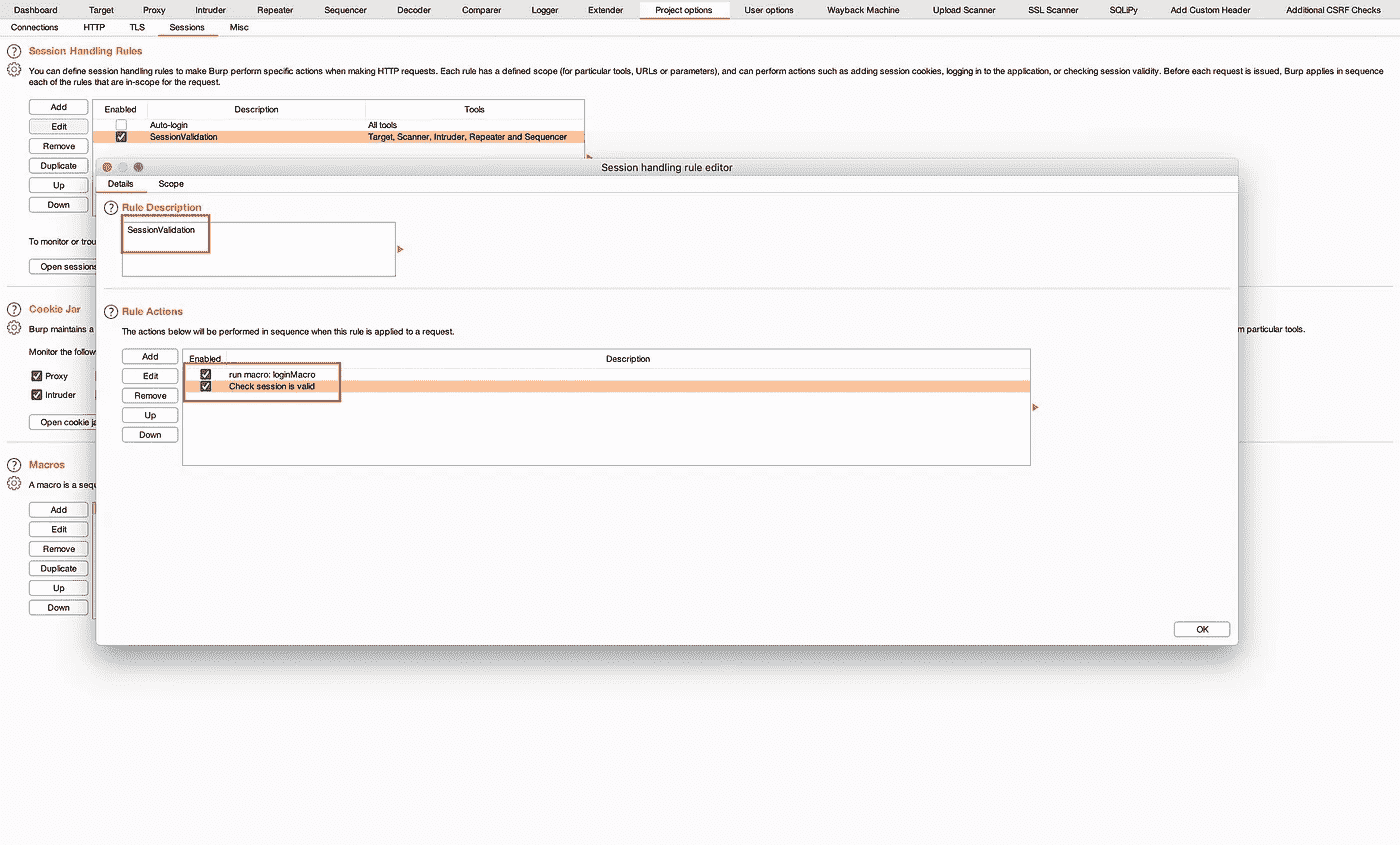 Dashboard Target Proxy Intruder Repeater Sequencer Decoder Comparer Logger Extender Project options User options Wayback Machine Upload Scanner SSL Scanner SQLiPy Add Custom Header Additional CSRF Checks
Connections HTTP TLS Sessions Misc
? Session Handling Rules
You can define session handling rules to make Burp perform specific actions when making HTTP requests. Each rule has a defined scope (for particular tools, URLs or parameters), and can perform actions such as adding session cookies, logging in to the application, or checking session validity. Before each request is issued, Burp applies in sequence
each of the rules that are in-scope for the request.
Add Enabled Description Tools
Auto-login All tools
Edit SessionValidation Target, Scanner, Intruder, Repeater and Sequencer
Remove
Duplicate
Up
Down
To monitor or trou
Open sessions
? Cookie Jar
Burp maintains a m particular tools.
Monitor the follow
Proxy
Intruder
Open cookie ja
? Macros
A macro is a sequ
Add
Edit
Remove
Duplicate
Up
Down
Session handling rule editor
Details Scope
? Rule Description
SessionValidation
? Rule Actions
The actions below will be performed in sequence when this rule is applied to a request.
Add Enabled Description
Edit run macro: loginMacro
Check session is valid
Remove
Up
Down
OK